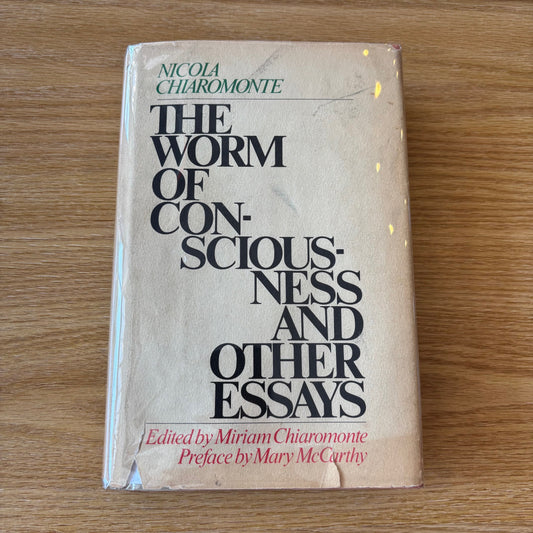 NICOLA
CHIAROMONTE
THE
WORM
OF
CON-
SCIOUS-
NESS
AND
OTHER
ESSAYS
Edited by Miriam Chiaromonte
Preface by Mary McCarthy